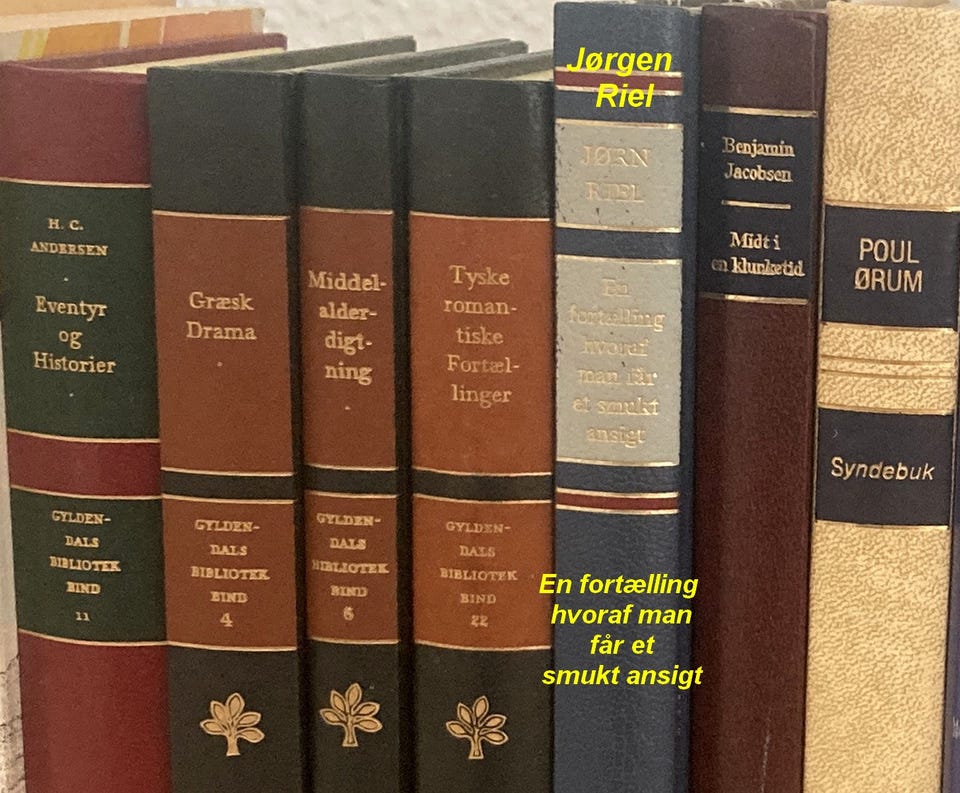 H. C.
ANDERSEN
Eventyr
og
Historier
GYLDEN-
DALS
BIBLIOTEK
BIND
11
Græsk
Drama
GYLDEN-
DALS
BIBLIOTEK
BIND
4
Middel-
alder-
digt-
ning
GYLDEN-
DALS
BIBLIOTEK
BIND
6
Tyske
roman-
tiske
Fortæl-
linger
GYLDEN-
DALS
BIBLIOTEK
BIND
22
Jørgen
Riel
JØRN
RIEL
En
fortælling
hvoraf
man får
et smukt
ansigt
En fortælling
hvoraf man
får et
smukt ansigt
Benjamin
Jacobsen
Midt i
en klunketid
POUL
ØRUM
Syndebuk